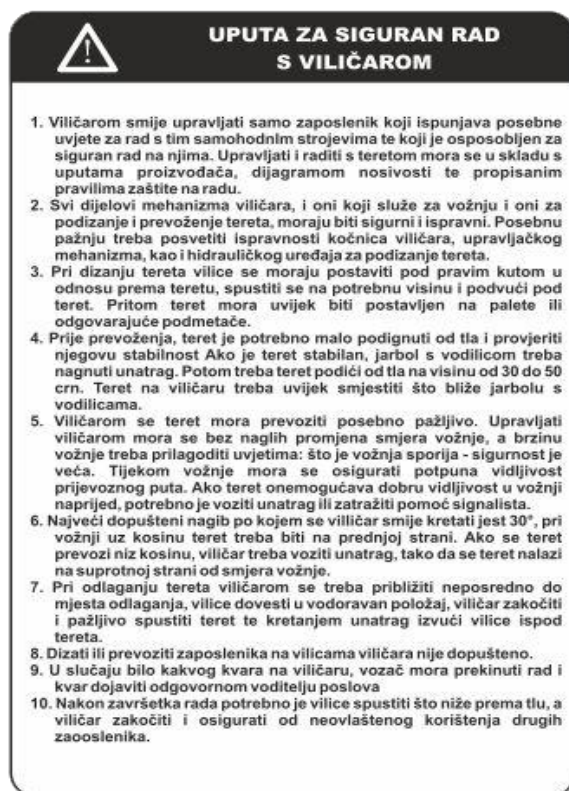 UPUTA ZA SIGURAN RAD
S VILIČAROM
1. Viličarom smije upravljati samo zaposlenik koji ispunjava posebne
uvjete za rad s tim samohodnim strojevima te koji je osposobljen za
siguran rad na njima. Upravljati i raditi s teretom mora se u skladu s
uputama proizvođača, dijagramom nosivosti te propisanim
pravilima zaštite na radu.
2. Svi dijelovi mehanizma viličara, i oni koji služe za vožnju i oni za
podizanje i prevoženje tereta, moraju biti sigurni i ispravni. Posebnu
pažnju treba posvetiti ispravnosti kočnica viličara, upravljačkog
mehanizma, kao i hidrauličkog uređaja za podizanje tereta.
3. Pri dizanju tereta vilice se moraju postaviti pod pravim kutom u
odnosu prema teretu, spustiti se na potrebnu visinu i podvući pod
teret. Pritom teret mora uvijek biti postavljen na palete ili
odgovarajuće podmetače.
4. Prije prevoženja, teret je potrebno malo podignuti od tla i provjeriti
njegovu stabilnost Ako je teret stabilan, jarbol s vodilicom treba
nagnuti unatrag. Potom treba teret podići od tla na visinu od 30 do 50
crn. Teret na viličaru treba uvijek smjestiti što bliže jarbolu s
vodilicama.
5. Viličarom se teret mora prevoziti posebno pažljivo. Upravljati
viličarom mora se bez naglih promjena smjera vožnje, a brzinu
vožnje treba prilagoditi uvjetima: što je vožnja sporija - sigurnost je
veća. Tijekom vožnje mora se osigurati potpuna vidljivost
prijevoznog puta. Ako teret onemogućava dobru vidljivost u vožnji
naprijed, potrebno je voziti unatrag ili zatražiti pomoć signalista.
6. Najveći dopušteni nagib po kojem se villičar smije kretati jest 30°, pri
vožnji uz kosinu teret treba biti na prednjoj strani. Ako se teret
prevozi niz kosinu, viličar treba voziti unatrag, tako da se teret nalazi
na suprotnoj strani od smjera vožnje.
7. Pri odlaganju tereta viličarom se treba približiti neposredno do
mjesta odlaganja, vilice dovesti u vodoravan položaj, viličar zakočiti
i pažljivo spustiti teret te kretanjem unatrag izvući vilice ispod
tereta.
8. Dizati ili prevoziti zaposlenika na vilicama viličara nije dopušteno.
9. U slučaju bilo kakvog kvara na viličaru, vozač mora prekinuti rad i
kvar dojaviti odgovornom voditelju poslova
10. Nakon završetka rada potrebno je vilice spustiti što niže prema tlu, a
viličar zakočiti i osigurati od neovlaštenog korištenja drugih
zaoslenika.